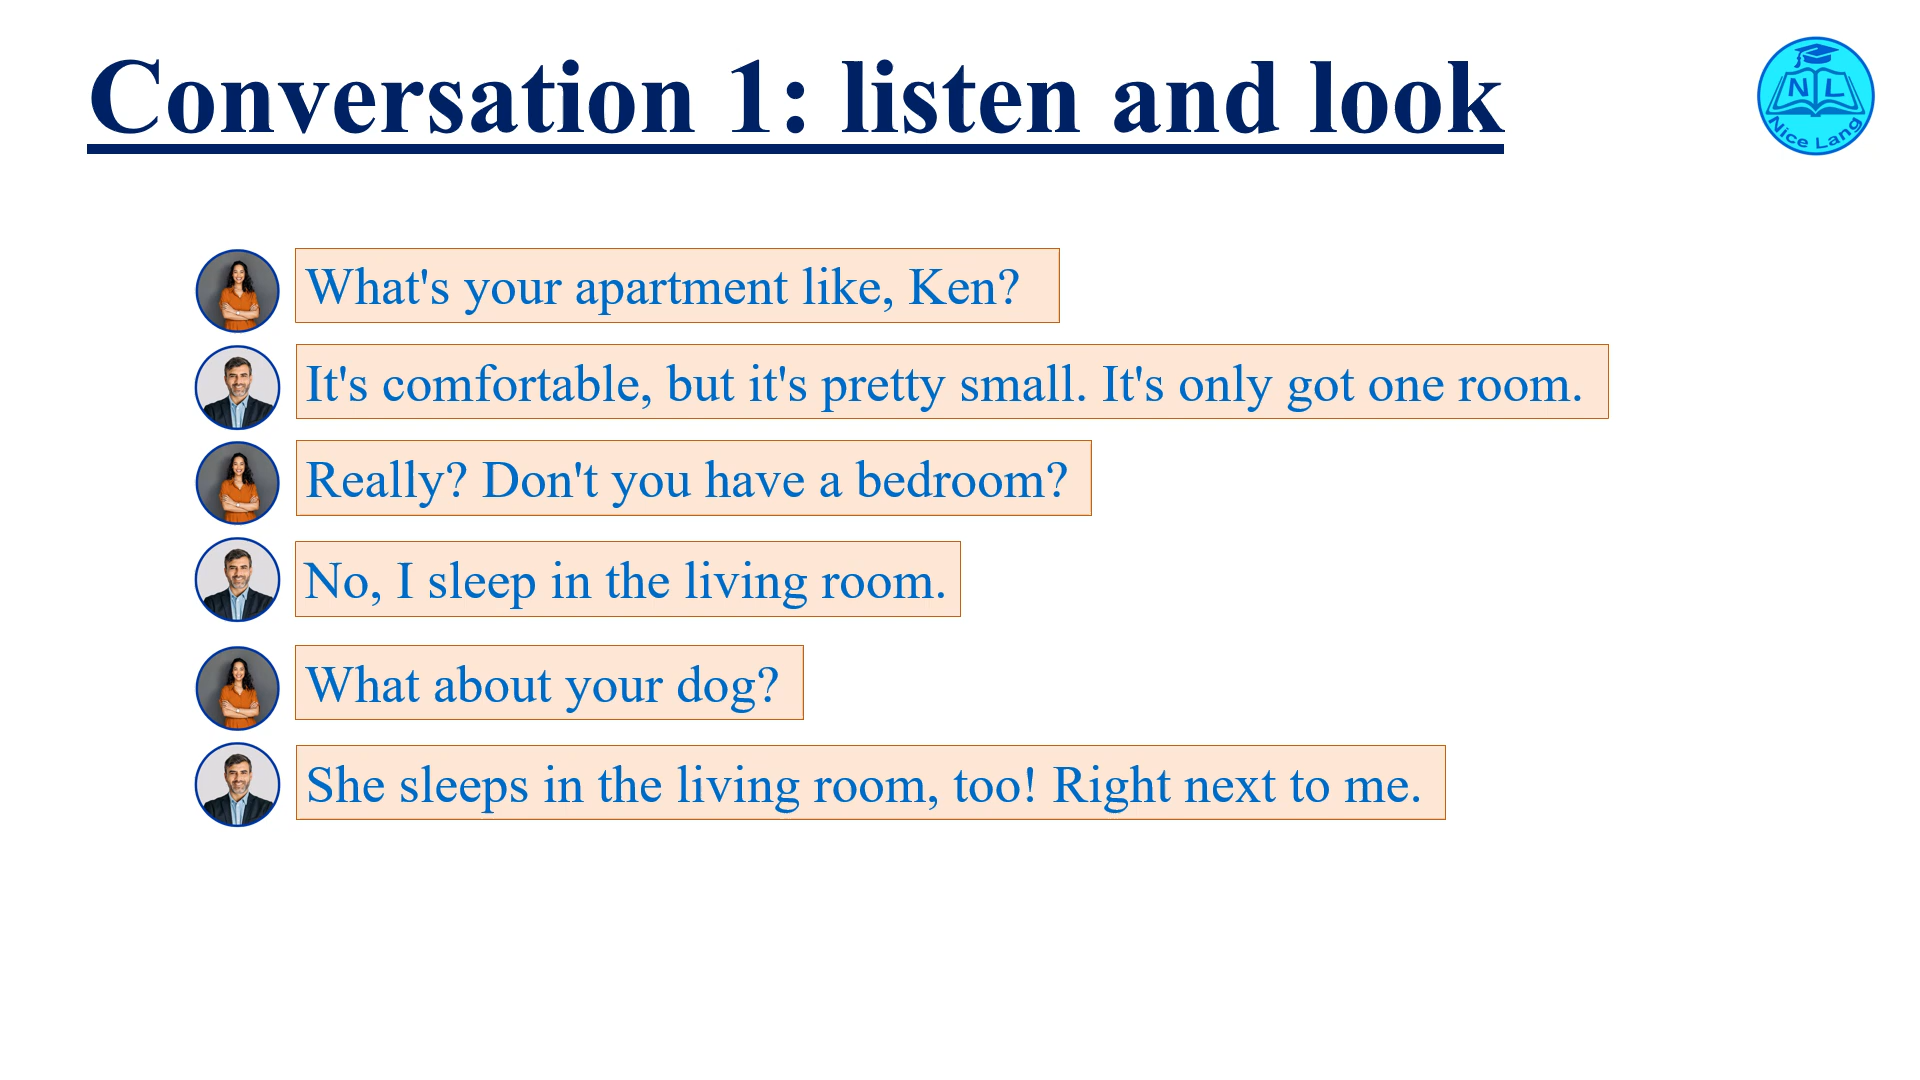 Conversation 1: listen and look
N L
Nice Lang
What's your apartment like, Ken?
It's comfortable, but it's pretty small. It's only got one room.
Really? Don't you have a bedroom?
No, I sleep in the living room.
What about your dog?
She sleeps in the living room, too! Right next to me.